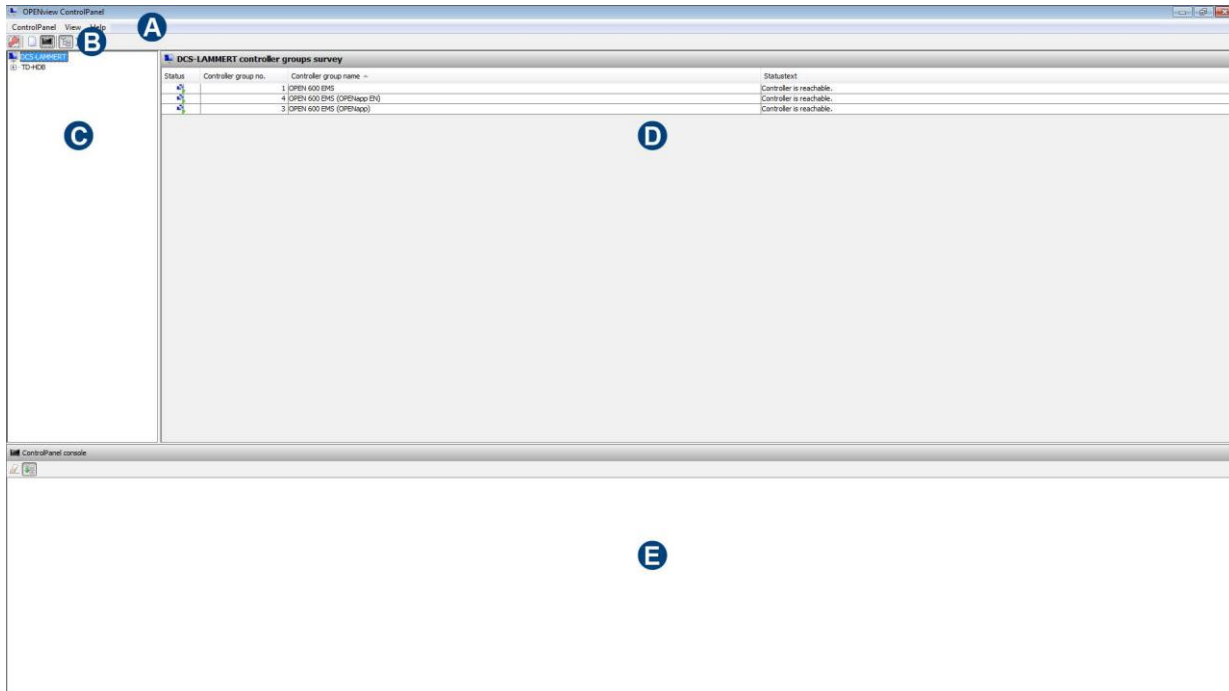 OPENview ControlPanel
ControlPanel View Help
A
B
DCS-LAMMERT
TD-HDB
C
DCS-LAMMERT controller groups survey
Status Controller group no. Controller group name Statustext
1 OPEN 600 EMS Controller is reachable.
4 OPEN 600 EMS (OPENapp EN) Controller is reachable.
3 OPEN 600 EMS (OPENapp) Controller is reachable.
D
ControlPanel console
E